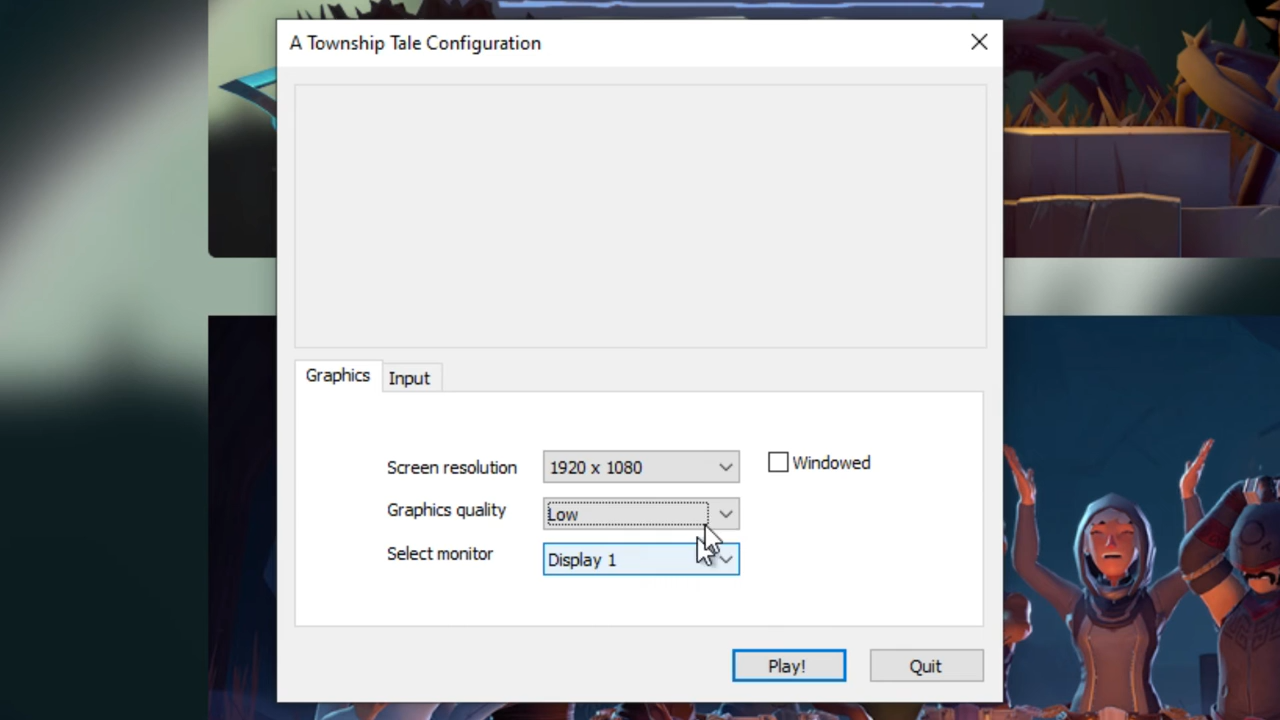 A Township Tale Configuration
Graphics
Input
Screen resolution
1920 x 1080
Windowed
Graphics quality
Low
Select monitor
Display 1
Play!
Quit